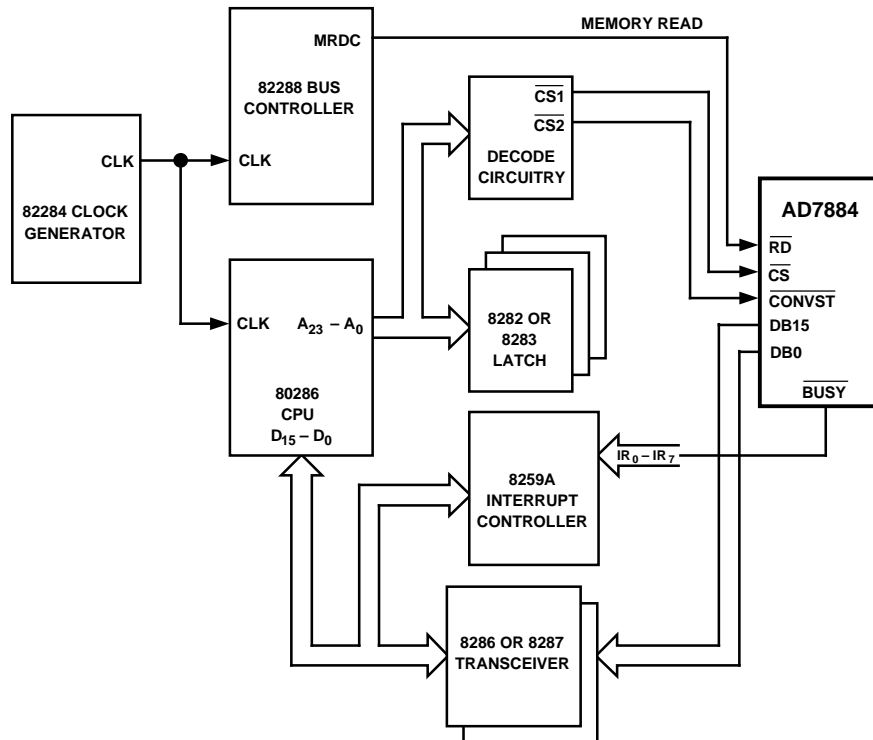 MEMORY READ
MRDC
82288 BUS
CONTROLLER
CLK
CS1
CS2
DECODE
CIRCUITRY
CLK
82284 CLOCK
GENERATOR
AD7884
RD
CS
CONVST
DB15
DB0
BUSY
CLK
A23 – A0
80286
CPU
D15 – D0
8282 OR
8283
LATCH
IR0 – IR7
8259A
INTERRUPT
CONTROLLER
8286 OR 8287
TRANSCEIVER